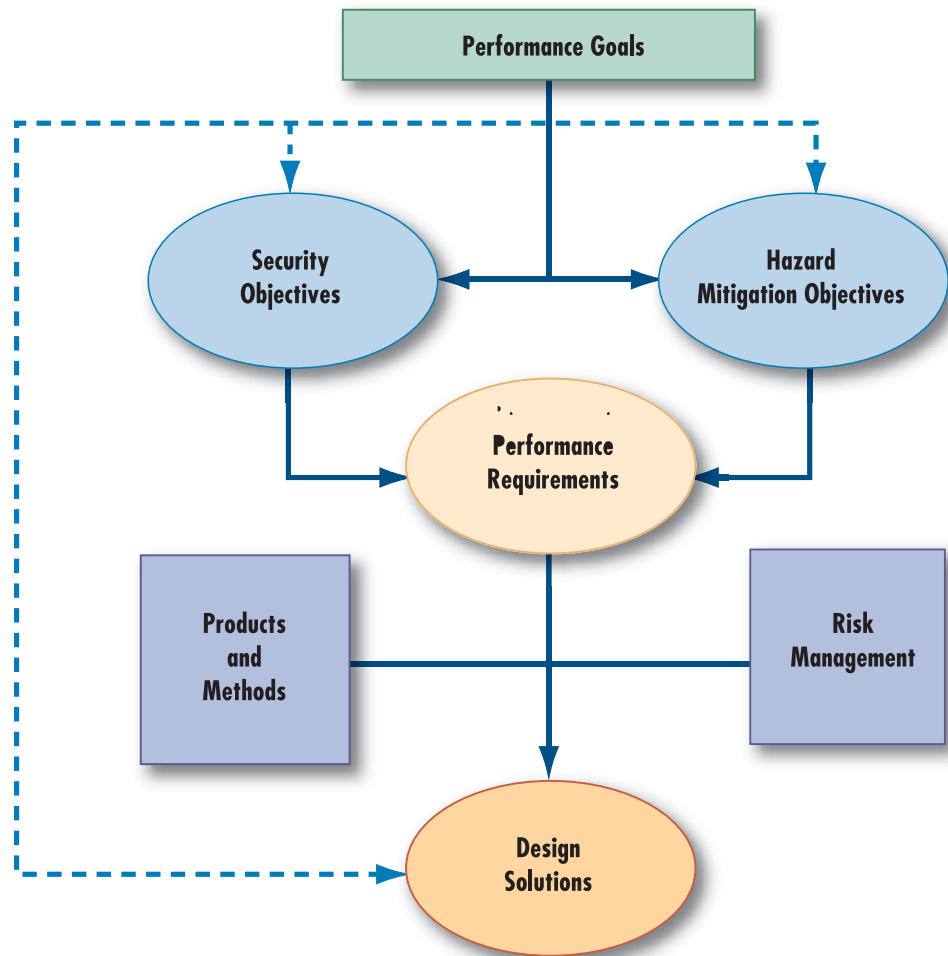 Performance Goals
Security
Objectives
Hazard
Mitigation Objectives
Performance
Requirements
Products
and
Methods
Risk
Management
Design
Solutions